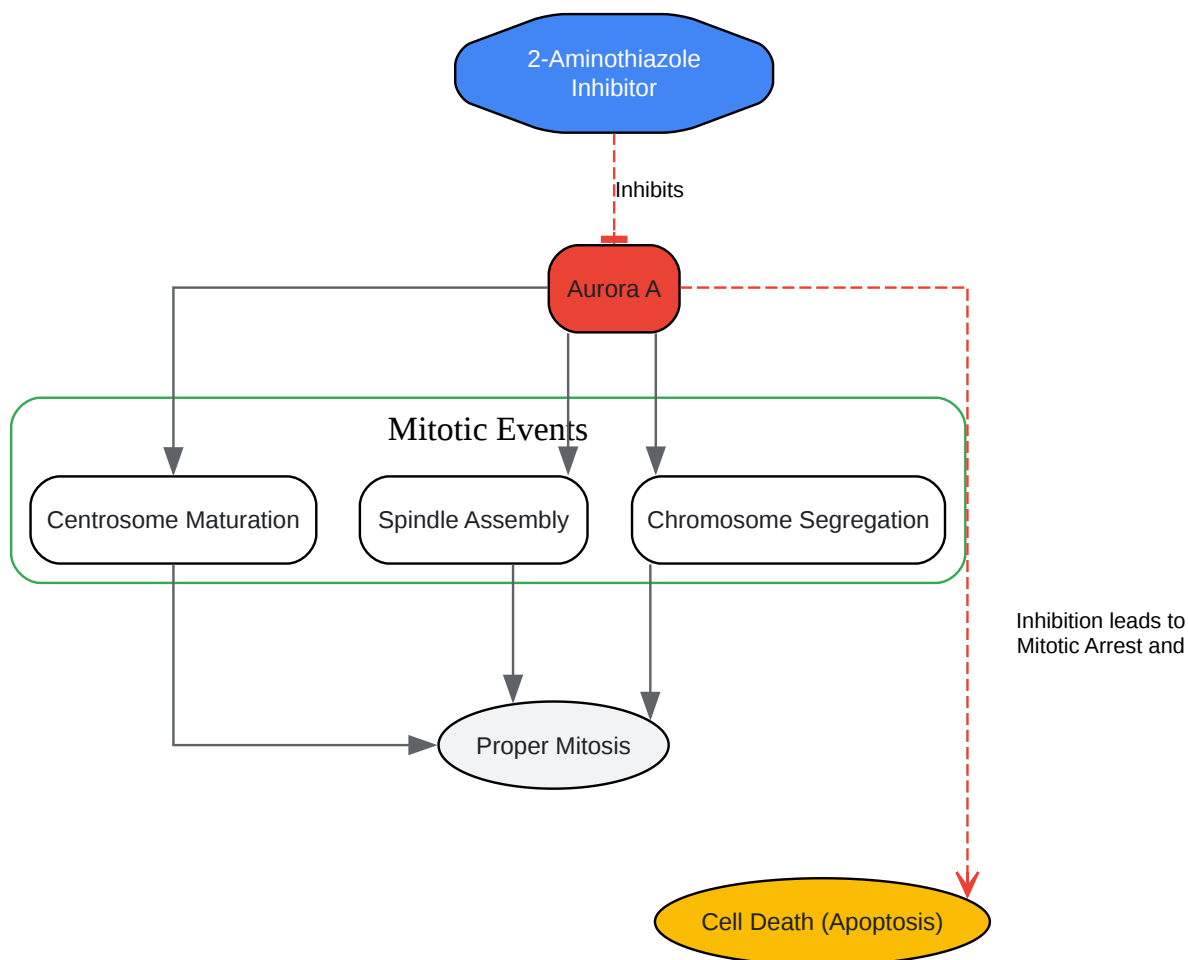 2-Aminothiazole
Inhibitor
Inhibits
Aurora A
Mitotic Events
Centrosome Maturation
Spindle Assembly
Chromosome Segregation
Inhibition leads to
Mitotic Arrest and
Proper Mitosis
Cell Death (Apoptosis)